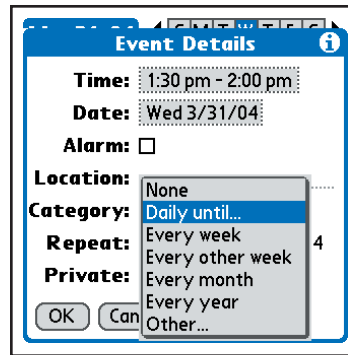 S M T W T F S
Event Details
Time: 1:30 pm - 2:00 pm
Date: Wed 3/31/04
Alarm:
Location:
Category:
Repeat: 4
Private:
None
Daily until...
Every week
Every other week
Every month
Every year
Other...
OK Can